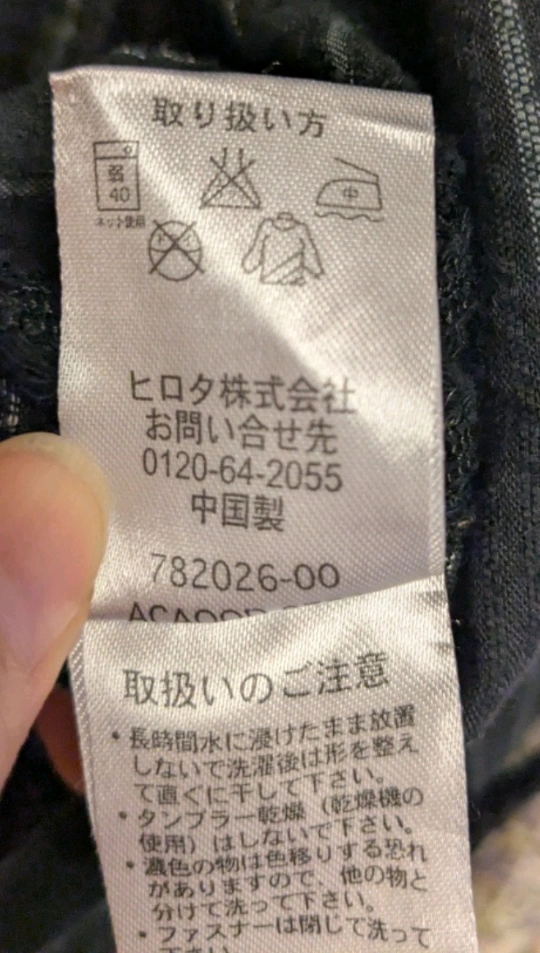 取り扱い方
弱
40
ネット使用
中
ヒロタ株式会社
お問い合せ先
0120-64-2055
中国製
782026-00
取扱いのご注意
・長時間水に浸けたまま放置
しないで洗濯後は形を整え
て直ぐに干して下さい。
・タンブラー乾燥（乾燥機の
使用）はしないで下さい。
・濃色の物は色移りする恐れ
がありますので、他の物と
分けて洗って下さい。
・ファスナーは閉じて洗って
下さい。